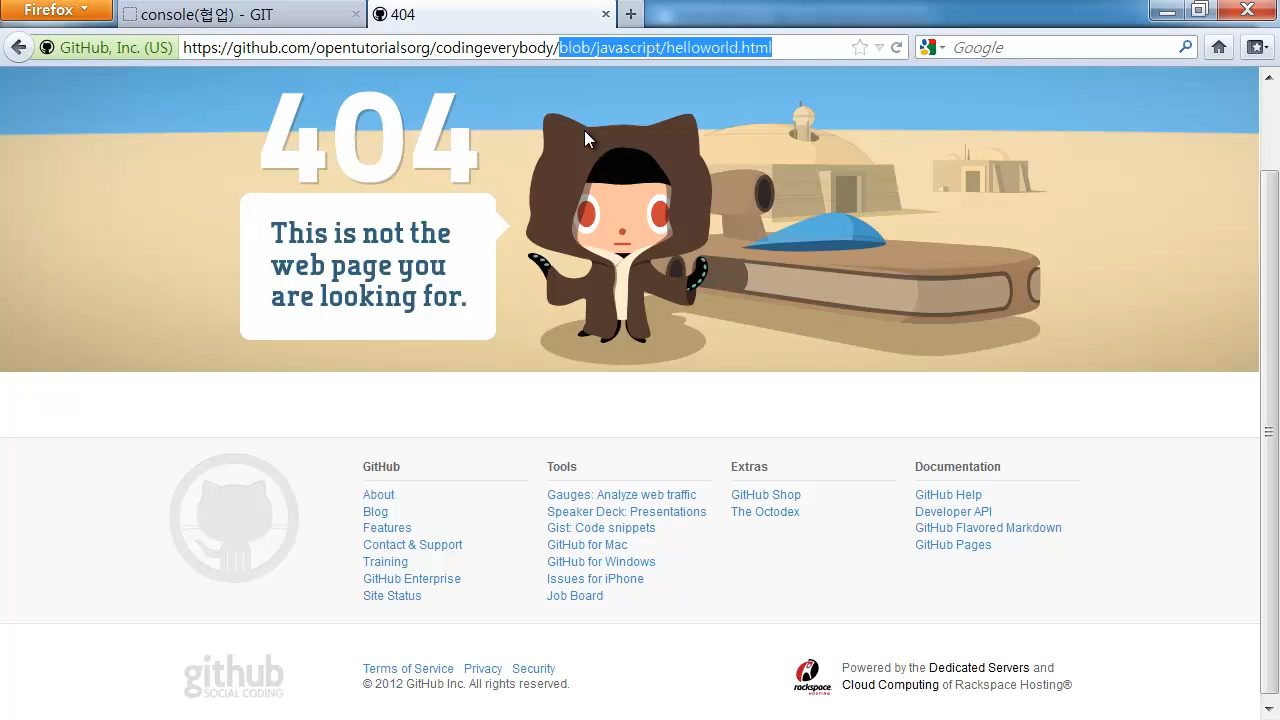 Firefox
console(협업) - GIT
404
GitHub, Inc. (US)
https://github.com/opentutorialsorg/codingeverybody/blob/javascript/helloworld.html
Google
404
This is not the
web page you
are looking for.
GitHub
About
Blog
Features
Contact & Support
Training
GitHub Enterprise
Site Status
Tools
Gauges: Analyze web traffic
Speaker Deck: Presentations
Gist: Code snippets
GitHub for Mac
GitHub for Windows
Issues for iPhone
Job Board
Extras
GitHub Shop
The Octodex
Documentation
GitHub Help
Developer API
GitHub Flavored Markdown
GitHub Pages
github
SOCIAL CODING
Terms of Service Privacy Security
© 2012 GitHub Inc. All rights reserved.
rackspace
HOSTING
Powered by the Dedicated Servers and
Cloud Computing of Rackspace Hosting®